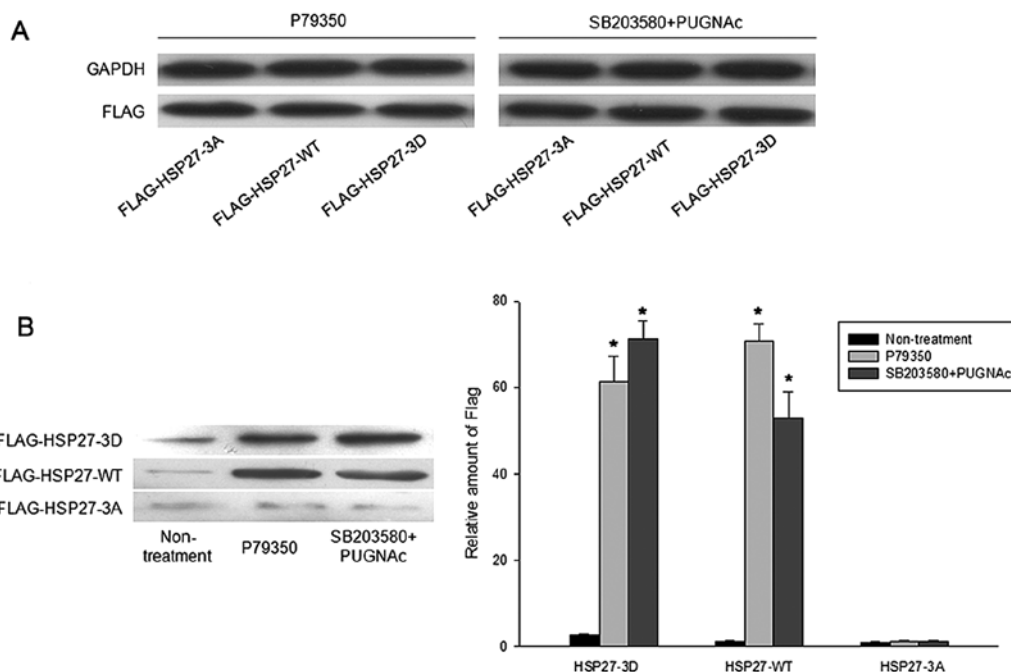 A
P79350
SB203580+PUGNAc
GAPDH
FLAG
FLAG-HSP27-3A
FLAG-HSP27-WT
FLAG-HSP27-3D
FLAG-HSP27-3A
FLAG-HSP27-WT
FLAG-HSP27-3D
B
FLAG-HSP27-3D
FLAG-HSP27-WT
FLAG-HSP27-3A
Non-
treatment
P79350
SB203580+
PUGNAc
Relative amount of Flag
80
60
40
20
0
*
*
*
*
HSP27-3D
HSP27-WT
HSP27-3A
Non-treatment
P79350
SB203580+PUGNAc